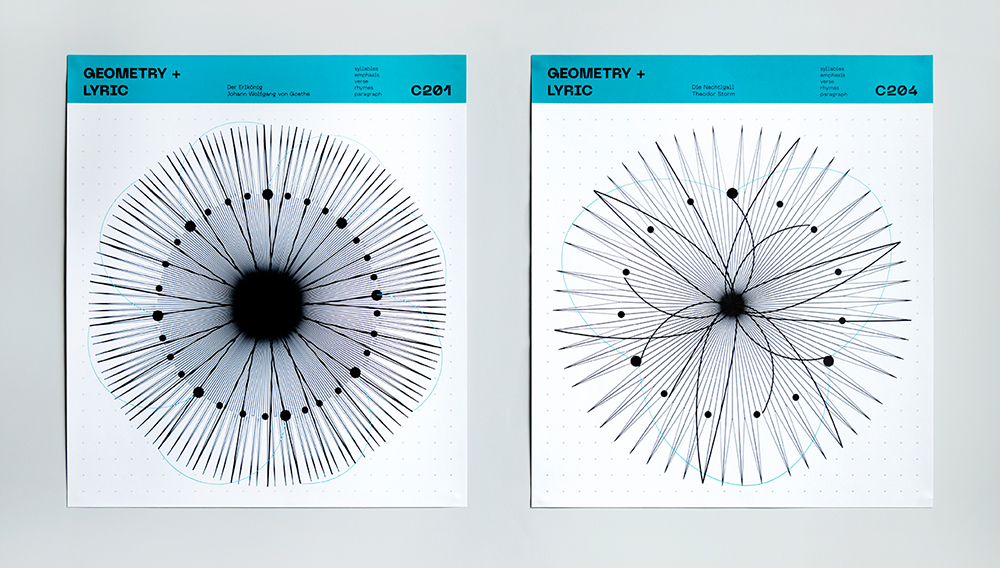 GEOMETRY +
LYRIC
Der Erlkönig
Johann Wolfgang von Goethe
syllables
emphasis
verse
rhymes
paragraph
C201
GEOMETRY +
LYRIC
Die Nachtigall
Theodor Storm
syllables
emphasis
verse
rhymes
paragraph
C204